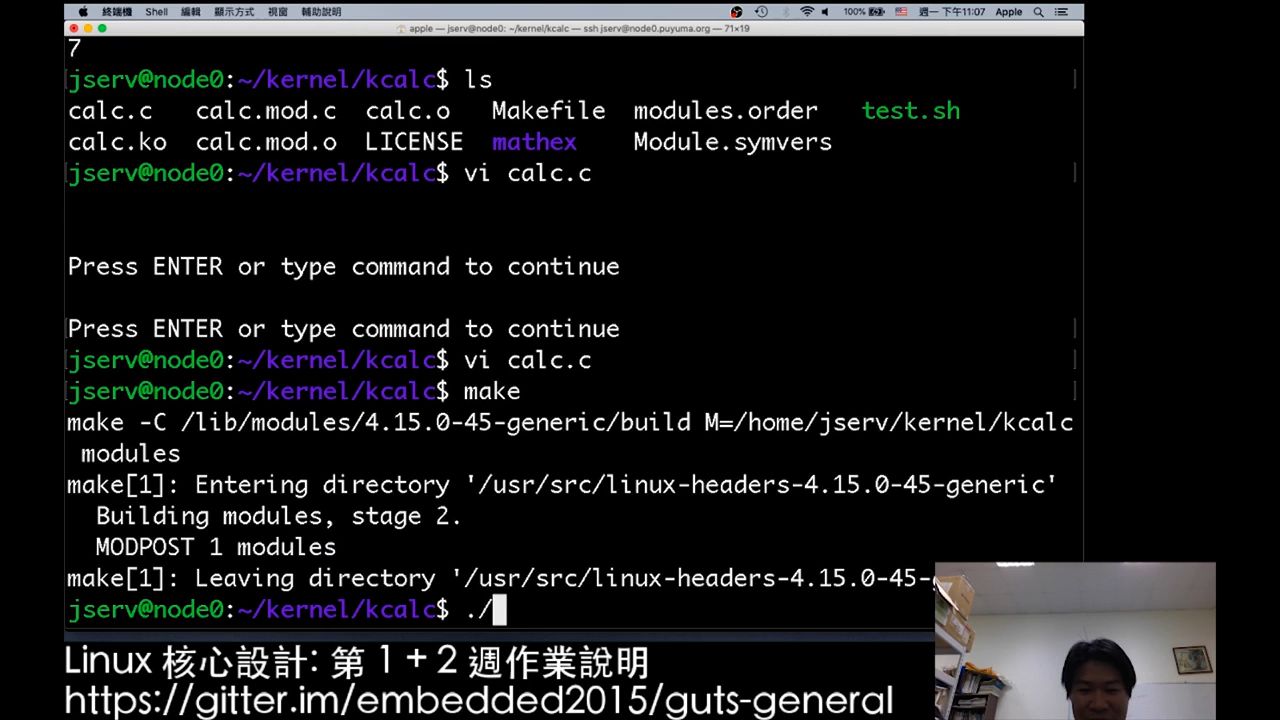 Shell 編輯 顯示方式 視窗 輔助說明 100% 週一 下午11:07 Apple
apple — jserv@node0: ~/kernel/kcalc — ssh jserv@node0.puyuma.org — 71×19
7
jserv@node0:~/kernel/kcalc$ ls
calc.c calc.mod.c calc.o Makefile modules.order test.sh
calc.ko calc.mod.o LICENSE mathex Module.symvers
jserv@node0:~/kernel/kcalc$ vi calc.c
Press ENTER or type command to continue
Press ENTER or type command to continue
jserv@node0:~/kernel/kcalc$ vi calc.c
jserv@node0:~/kernel/kcalc$ make
make -C /lib/modules/4.15.0-45-generic/build M=/home/jserv/kernel/kcalc
modules
make[1]: Entering directory '/usr/src/linux-headers-4.15.0-45-generic'
Building modules, stage 2.
MODPOST 1 modules
make[1]: Leaving directory '/usr/src/linux-headers-4.15.0-45-
jserv@node0:~/kernel/kcalc$ ./
Linux 核心設計: 第 1 + 2 週作業說明
https://gitter.im/embedded2015/guts-general